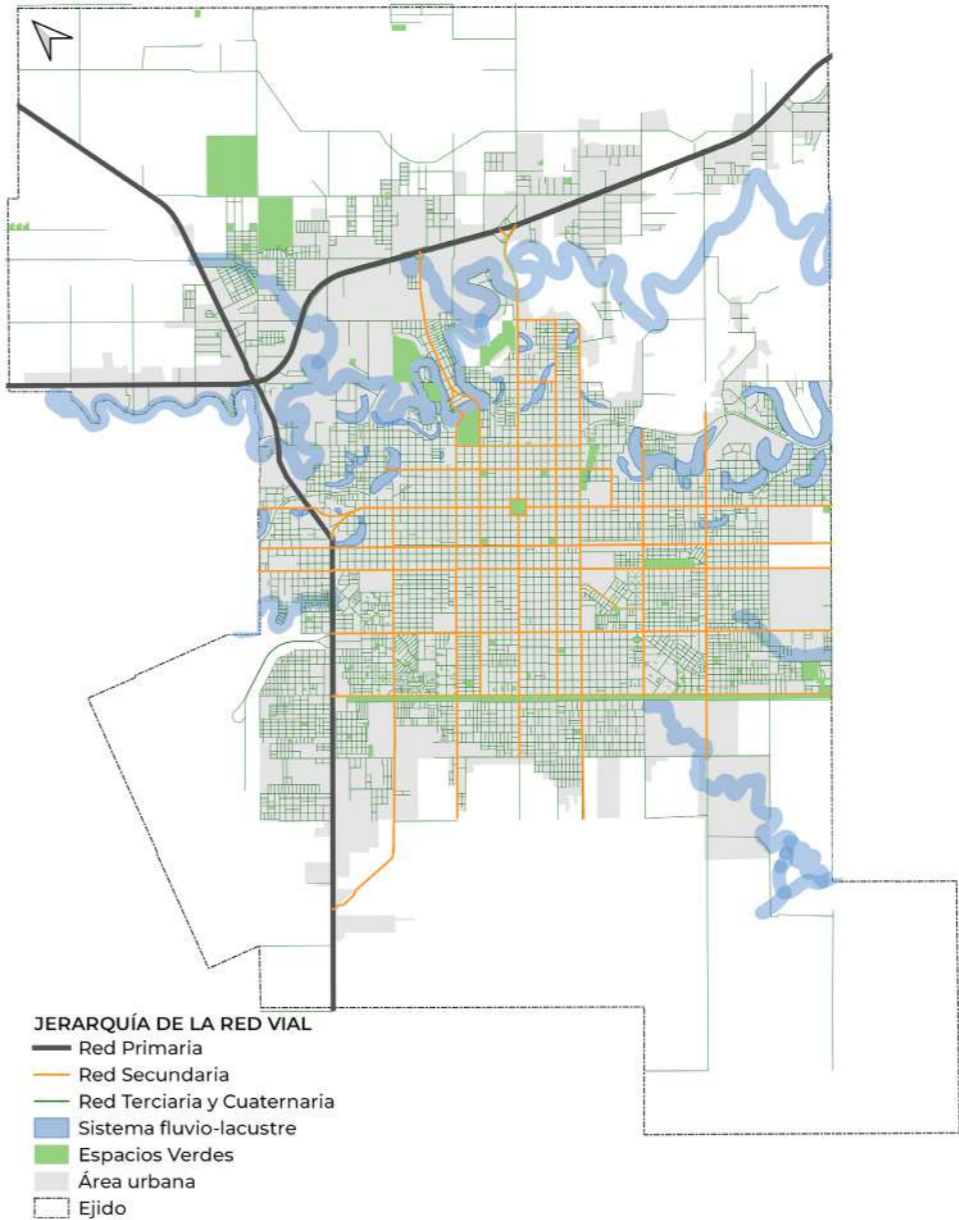 JERARQUÍA DE LA RED VIAL
Red Primaria
Red Secundaria
Red Terciaria y Cuaternaria
Sistema fluvio-lacustre
Espacios Verdes
Área urbana
Ejido